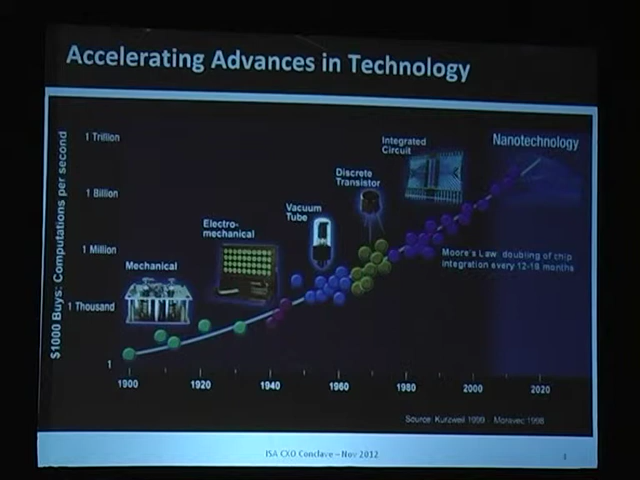 Accelerating Advances in Technology
$1000 Buys: Computations per second
1 Trillion
1 Billion
1 Million
1 Thousand
1
Mechanical
Electro-
mechanical
Vacuum
Tube
Discrete
Transistor
Integrated
Circuit
Nanotechnology
Moore's Law: doubling of chip
integration every 12-18 months
1900
1920
1940
1960
1980
2000
2020
Source: Kurzweil 1999 Moravec 1998
ISA CXO Conclave – Nov 2012